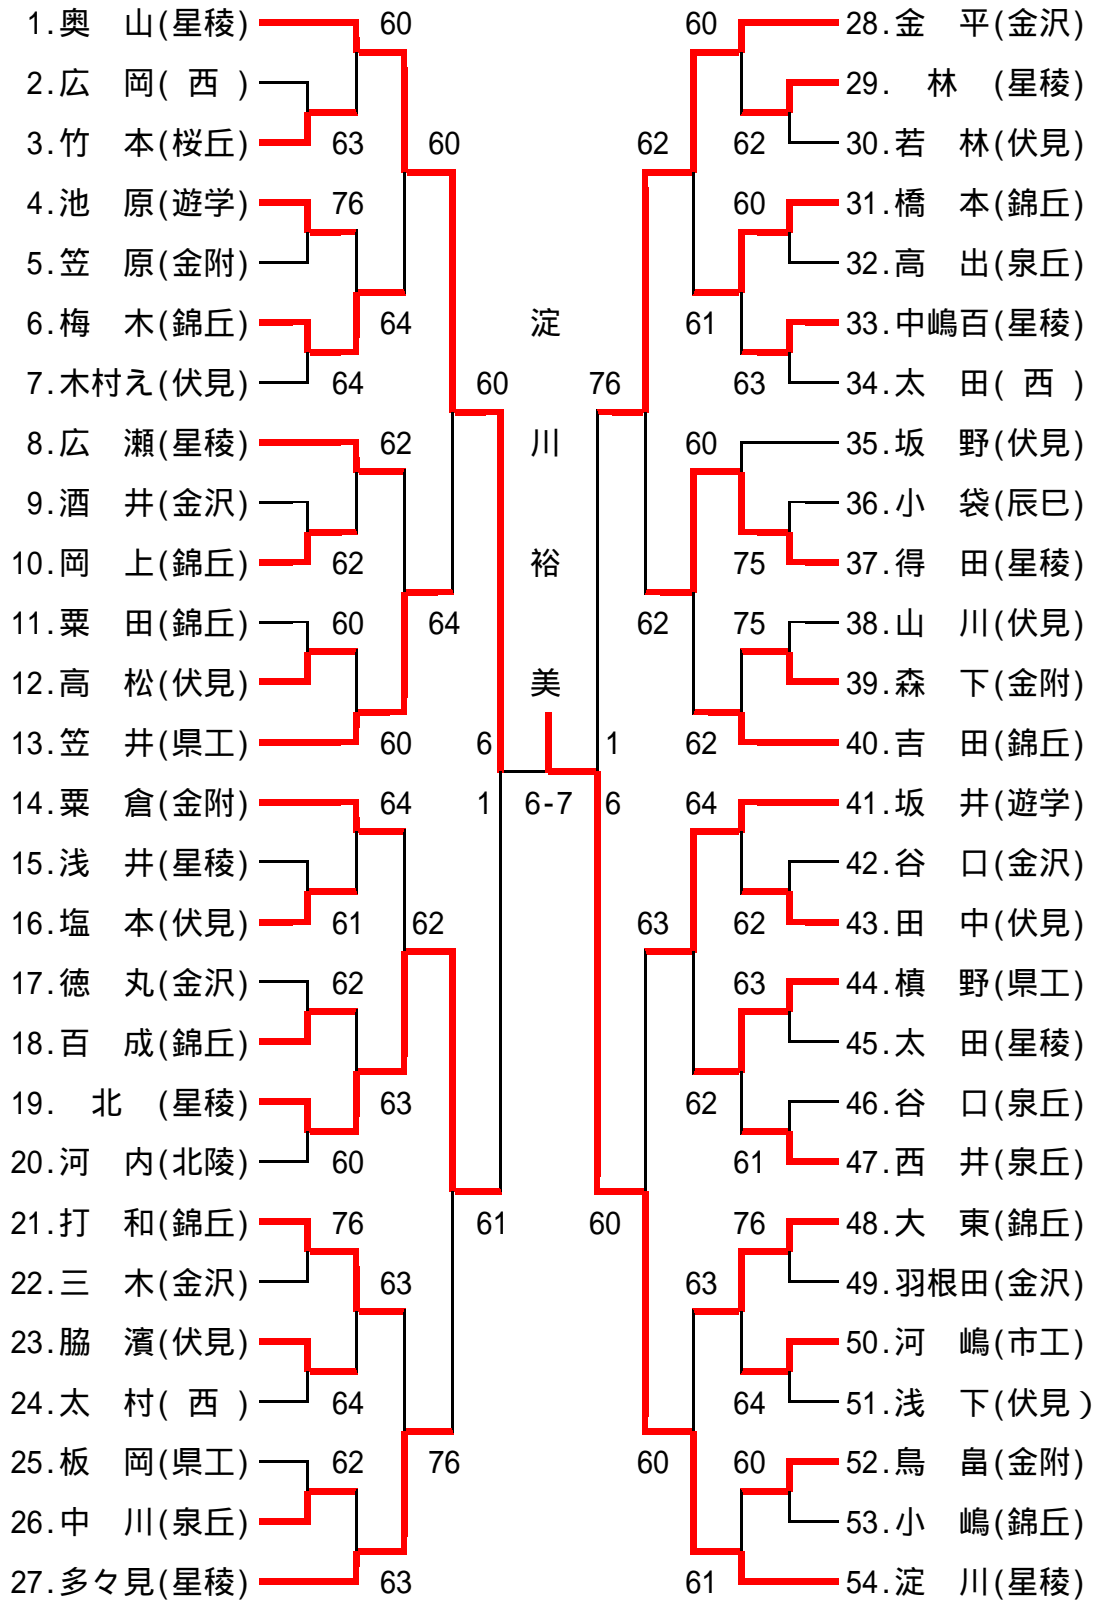 1.奥　山(星稜)
2.広　岡( 西 )
3.竹　本(桜丘)
4.池　原(遊学)
5.笠　原(金附)
6.梅　木(錦丘)
7.木村え(伏見)
8.広　瀬(星稜)
9.酒　井(金沢)
10.岡　上(錦丘)
11.粟　田(錦丘)
12.高　松(伏見)
13.笠　井(県工)
14.粟　倉(金附)
15.浅　井(星稜)
16.塩　本(伏見)
17.徳　丸(金沢)
18.百　成(錦丘)
19.　北　(星稜)
20.河　内(北陵)
21.打　和(錦丘)
22.三　木(金沢)
23.脇　濱(伏見)
24.太　村( 西 )
25.板　岡(県工)
26.中　川(泉丘)
27.多々見(星稜)
60
63
76
64
64
62
62
60
60
64
61
62
60
63
76
63
64
62
63
60
64
62
76
60
61
6
1
淀
川
裕
美
6-7
1
6
76
60
62
62
63
60
60
62
60
61
63
60
75
75
62
64
62
63
62
61
76
63
64
60
61
28.金　平(金沢)
29.　林　(星稜)
30.若　林(伏見)
31.橋　本(錦丘)
32.高　出(泉丘)
33.中嶋百(星稜)
34.太　田( 西 )
35.坂　野(伏見)
36.小　袋(辰巳)
37.得　田(星稜)
38.山　川(伏見)
39.森　下(金附)
40.吉　田(錦丘)
41.坂　井(遊学)
42.谷　口(金沢)
43.田　中(伏見)
44.槙　野(県工)
45.太　田(星稜)
46.谷　口(泉丘)
47.西　井(泉丘)
48.大　東(錦丘)
49.羽根田(金沢)
50.河　嶋(市工)
51.浅　下(伏見）
52.鳥　畠(金附)
53.小　嶋(錦丘)
54.淀　川(星稜)